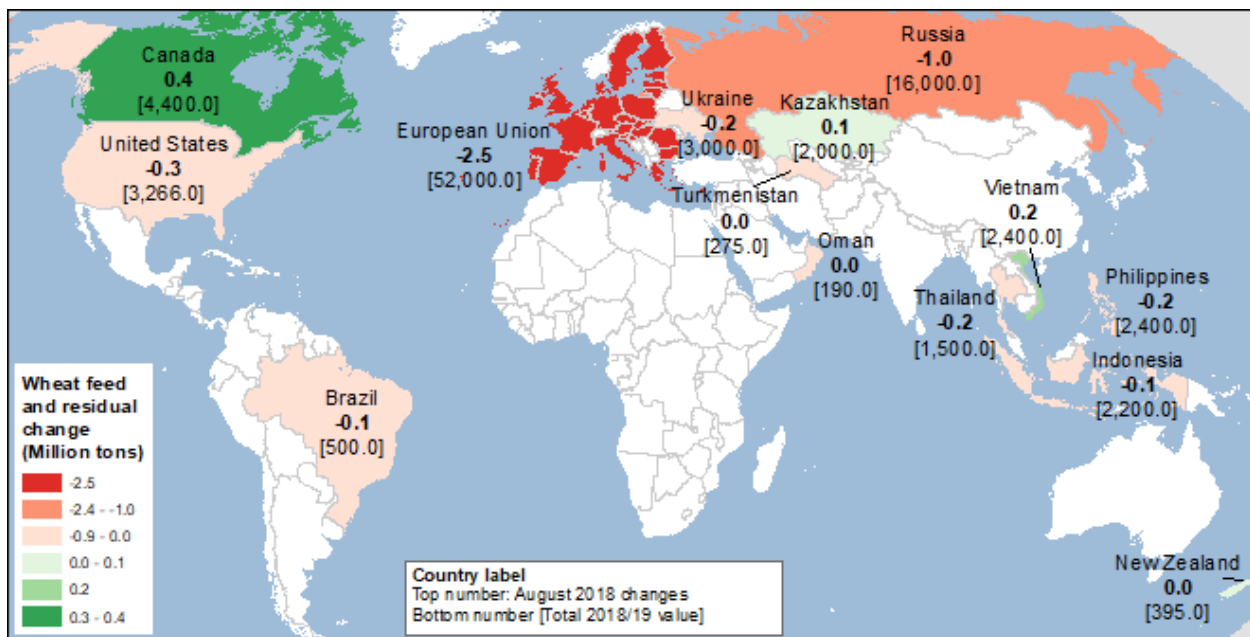 Canada
0.4
[4,400.0]
United States
-0.3
[3,266.0]
European Union
-2.5
[52,000.0]
Russia
-1.0
[16,000.0]
Ukraine
-0.2
[3,000.0]
Kazakhstan
0.1
[2,000.0]
Turkmenistan
0.0
[275.0]
Oman
0.0
[190.0]
Vietnam
0.2
[2,400.0]
Thailand
-0.2
[1,500.0]
Philippines
-0.2
[2,400.0]
Indonesia
-0.1
[2,200.0]
Brazil
-0.1
[500.0]
New Zealand
0.0
[395.0]
Wheat feed
and residual
change
(Million tons)
-2.5
-2.4 - -1.0
-0.9 - 0.0
0.0 - 0.1
0.2
0.3 - 0.4
Country label
Top number: August 2018 changes
Bottom number [Total 2018/19 value]